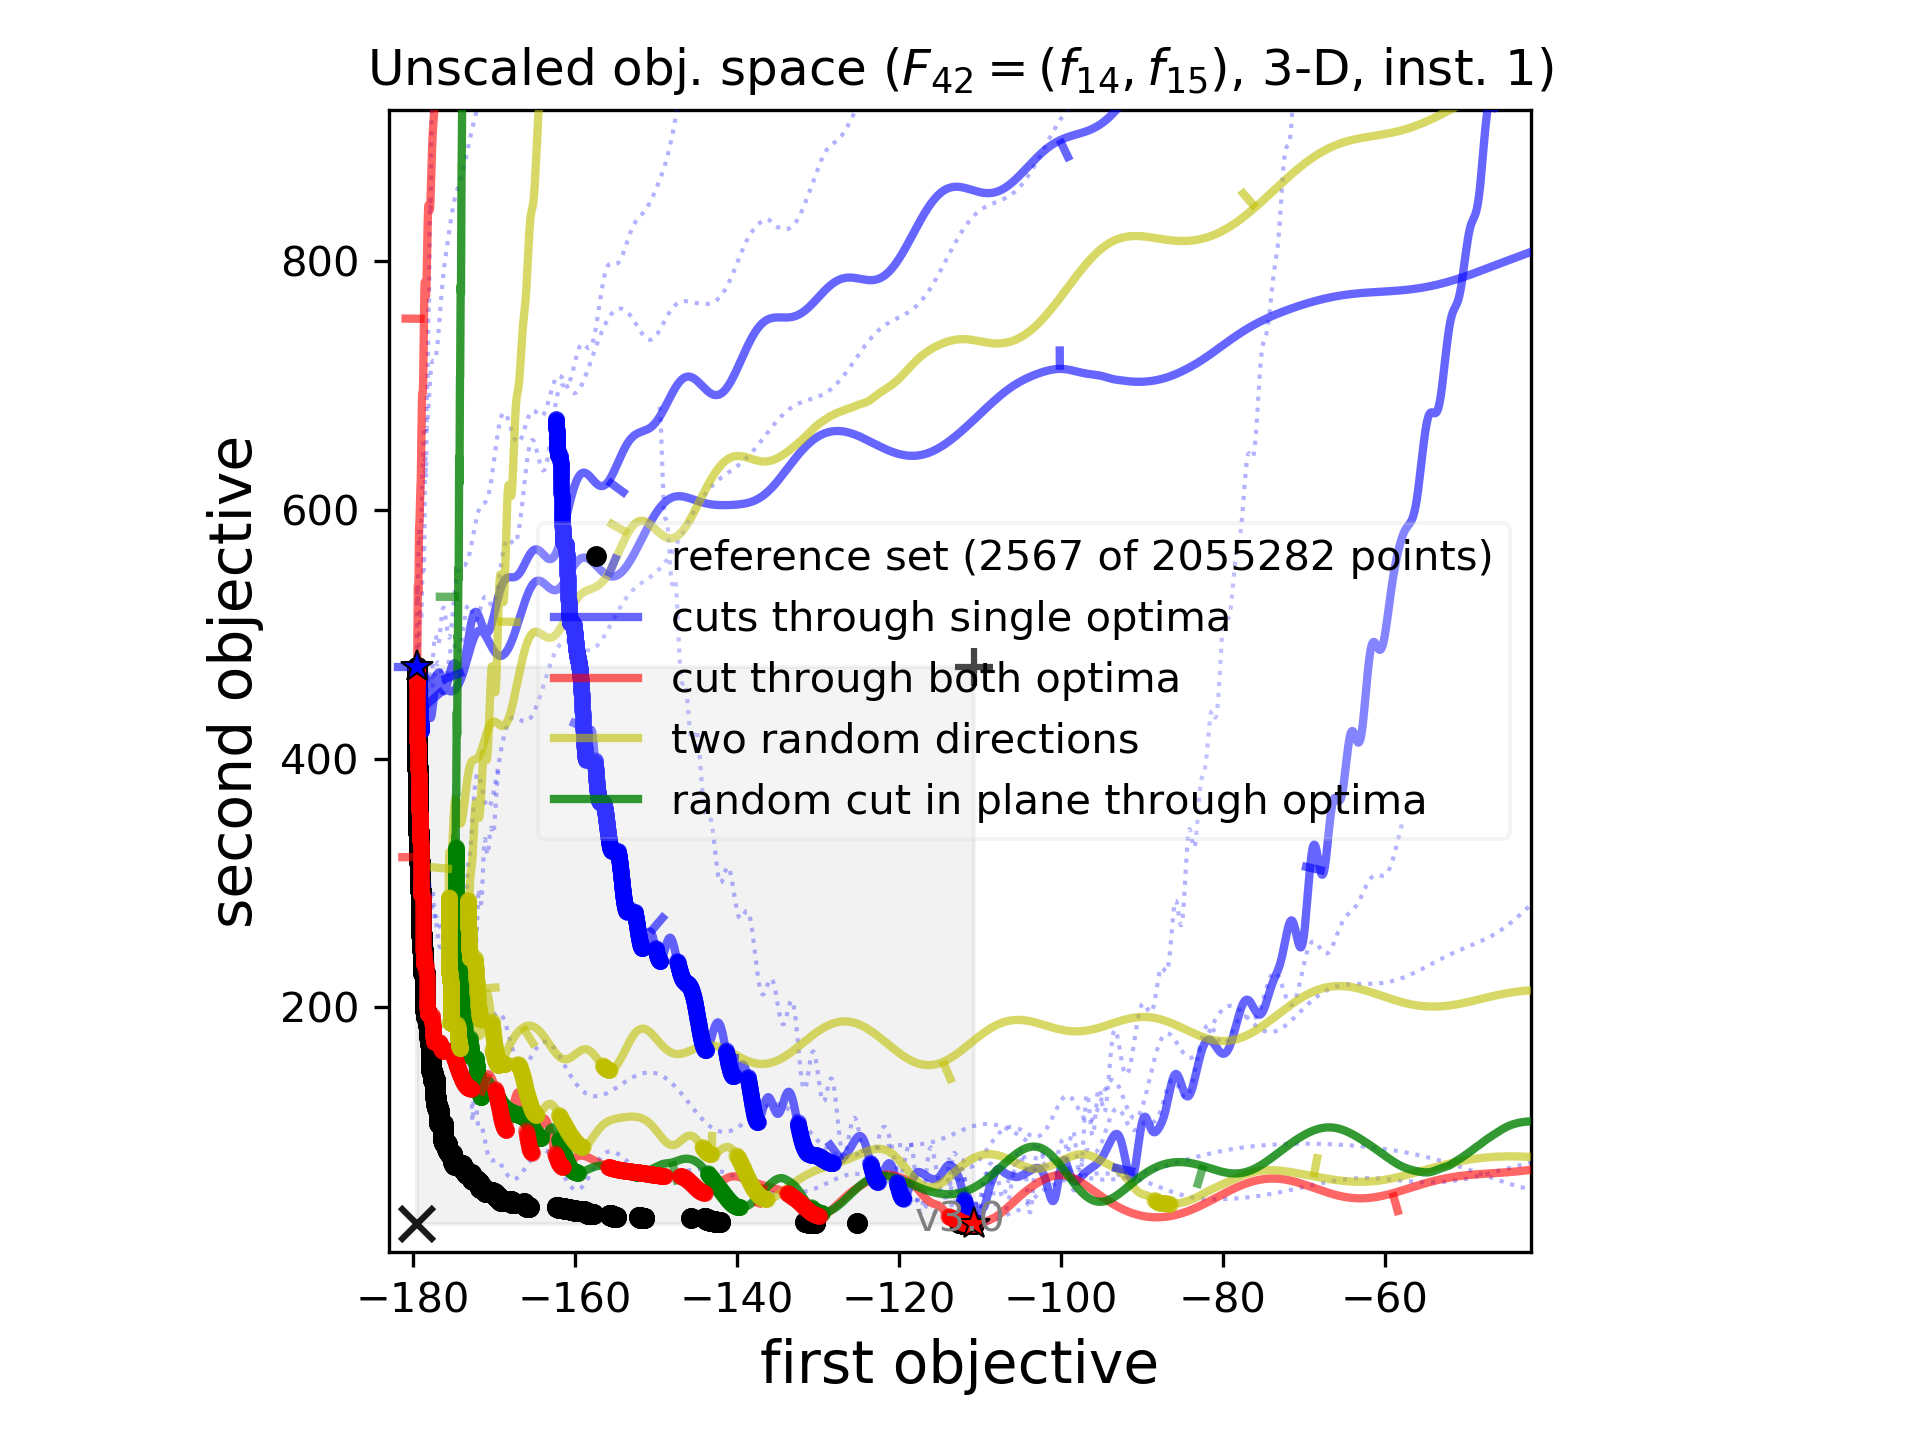 Unscaled obj. space (F42 = (f14, f15), 3-D, inst. 1)
second objective
800
600
400
200
reference set (2567 of 2055282 points)
cuts through single optima
cut through both optima
two random directions
random cut in plane through optima
−180
−160
−140
−120
−100
−80
−60
first objective